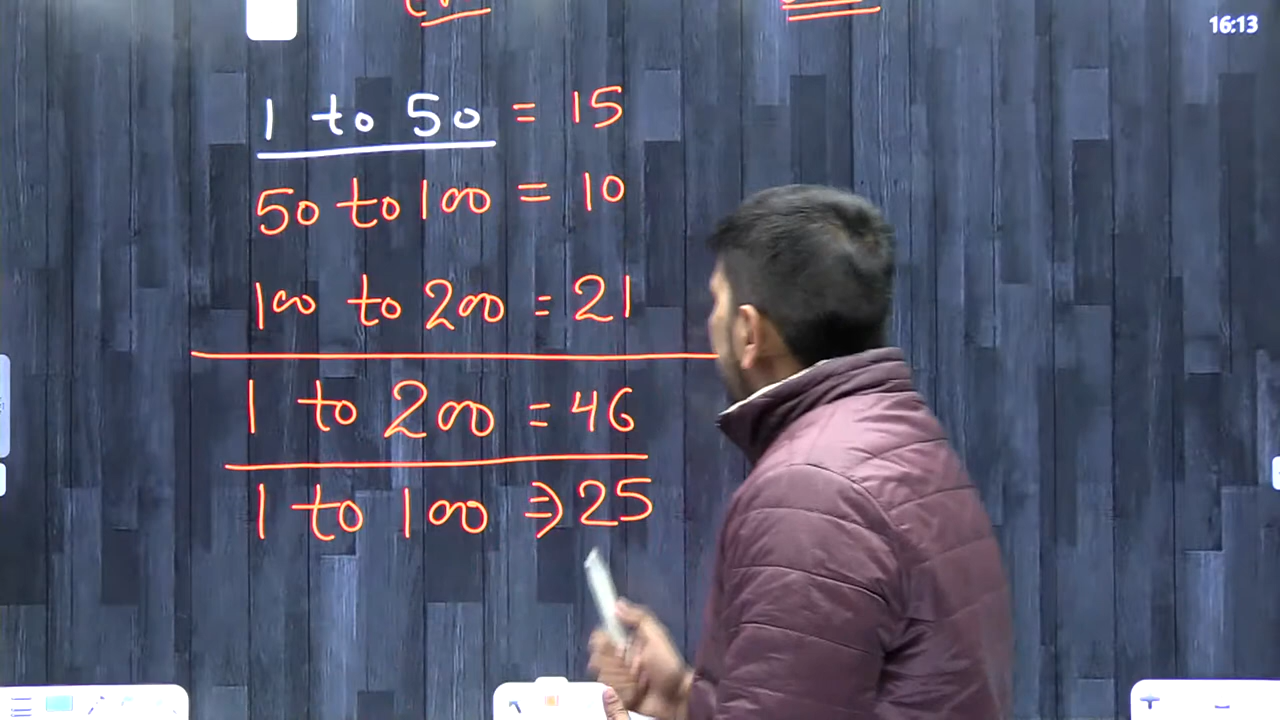 16:13
1 to 50 = 15
50 to 100 = 10
100 to 200 = 21
1 to 200 = 46
1 to 100 ⇒ 25